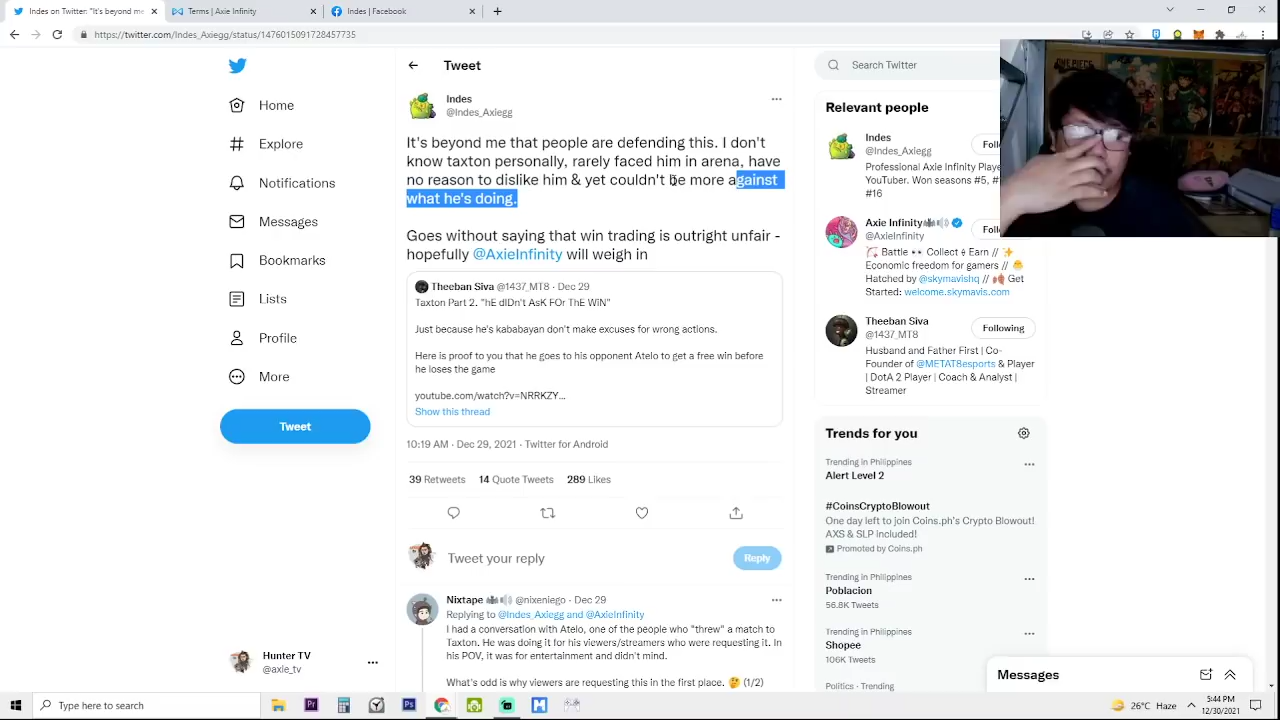 Indes on Twitter: "It's beyond me
Terms | Axie Infinity
Indes | Facebook
https://twitter.com/Indes_Axiegg/status/1476015091728457735
Home
Explore
Notifications
Messages
Bookmarks
Lists
Profile
More
Tweet
Hunter TV
@axle_tv
Tweet
Indes
@Indes_Axiegg
It's beyond me that people are defending this. I don't
know taxton personally, rarely faced him in arena, have
no reason to dislike him & yet couldn't be more against
what he's doing.
Goes without saying that win trading is outright unfair -
hopefully @AxieInfinity will weigh in
Theeban Siva @1437_MT8 · Dec 29
Taxton Part 2. "hE dIDn't AsK FOr ThE WiN"
Just because he's kababayan don't make excuses for wrong actions.
Here is proof to you that he goes to his opponent Atelo to get a free win before
he loses the game
youtube.com/watch?v=NRRKZY...
Show this thread
10:19 AM · Dec 29, 2021 · Twitter for Android
39 Retweets 14 Quote Tweets 289 Likes
Tweet your reply
Reply
Nixtape @nixeniego · Dec 29
Replying to @Indes_Axiegg and @AxieInfinity
I had a conversation with Atelo, one of the people who "threw" a match to
Taxton. He was doing it for his viewers/streamers who were requesting it. In
his POV, it was for entertainment and didn't mind.
What's odd is why viewers are requesting this in the first place. 🤔 (1/2)
Search Twitter
Relevant people
Indes
@Indes_Axiegg
Foll
Professional Axie Infinity Playe
YouTuber. Won seasons #5, #
#16
Axie Infinity
@AxieInfinity
Foll
Battle 👀 Collect Earn // ✨
Economic freedom for gamers //
Hatched by @skymavishq // Get
Started: welcome.skymavis.com
Theeban Siva
@1437_MT8
Following
Husband and Father First | Co-
Founder of @METAT8esports & Player
| DotA 2 Player | Coach & Analyst |
Streamer
Trends for you
Trending in Philippines
Alert Level 2
#CoinsCryptoBlowout
One day left to join Coins.ph's Crypto Blowout!
AXS & SLP included!
Promoted by Coins.ph
Trending in Philippines
Poblacion
56.8K Tweets
Trending in Philippines
Shopee
106K Tweets
Politics · Trending
Messages
ONE PIECE
Type here to search
26°C Haze
5:44 PM
12/30/2021